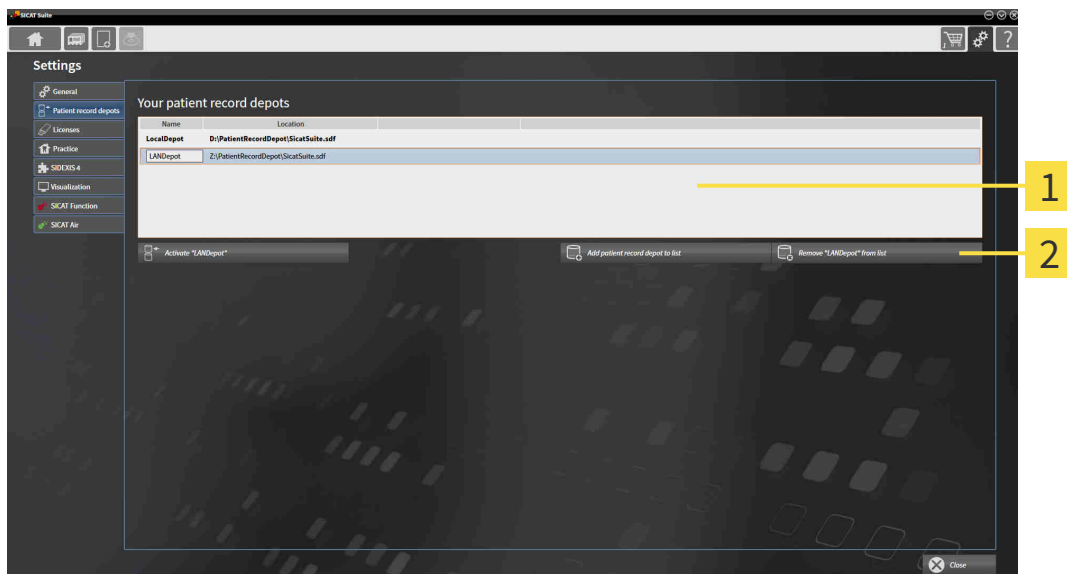 SICAT Suite
?
Settings
General
Patient record depots
Licenses
Practice
SIDEXIS 4
Visualization
SICAT Function
SICAT Air
Your patient record depots
Name Location
LocalDepot D:\PatientRecordDepot\SicatSuite.sdf
LANDepot Z:\PatientRecordDepot\SicatSuite.sdf
1
Activate "LANDepot" Add patient record depot to list Remove "LANDepot" from list
2
Close